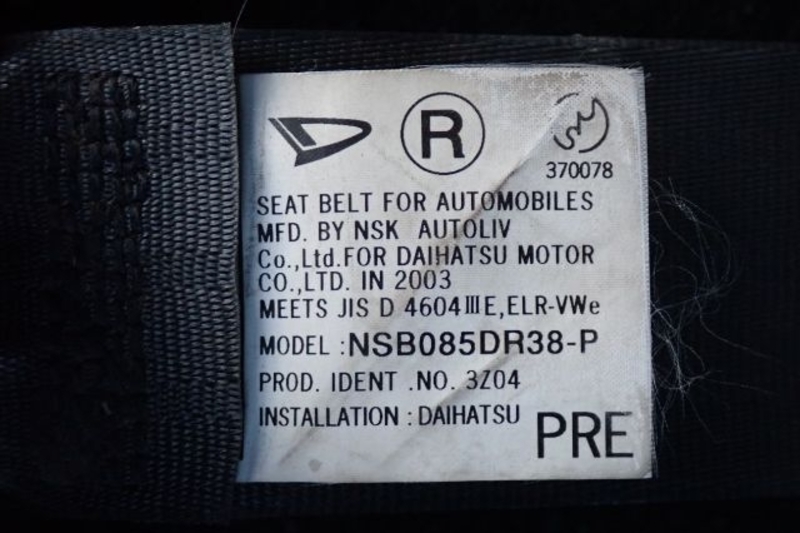 R
370078
SEAT BELT FOR AUTOMOBILES
MFD. BY NSK AUTOLIV
Co.,Ltd.FOR DAIHATSU MOTOR
CO.,LTD. IN 2003
MEETS JIS D 4604ⅢE,ELR-VWe
MODEL :NSB085DR38-P
PROD. IDENT .NO. 3Z04
INSTALLATION : DAIHATSU
PRE